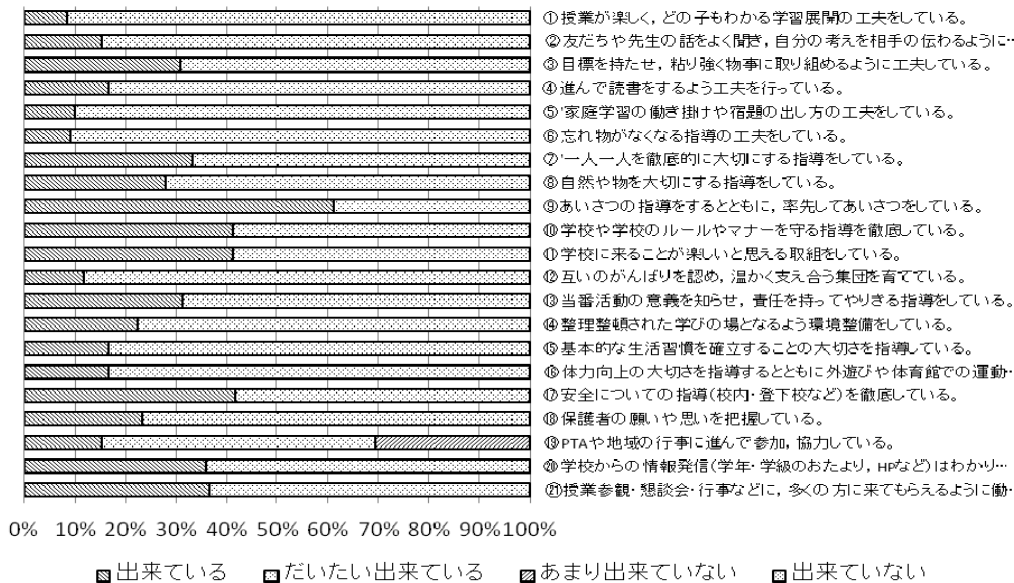 ①授業が楽しく，どの子もわかる学習展開の工夫をしている。
②友だちや先生の話をよく聞き，自分の考えを相手の伝わるように…
③目標を持たせ，粘り強く物事に取り組めるように工夫している。
④進んで読書をするよう工夫を行っている。
⑤'家庭学習の働き掛けや宿題の出し方の工夫をしている。
⑥忘れ物がなくなる指導の工夫をしている。
⑦'一人一人を徹底的に大切にする指導をしている。
⑧自然や物を大切にする指導をしている。
⑨あいさつの指導をするとともに，率先してあいさつをしている。
⑩学校や学校のルールやマナーを守る指導を徹底している。
⑪学校に来ることが楽しいと思える取組をしている。
⑫互いのがんばりを認め，温かく支え合う集団を育てている。
⑬当番活動の意義を知らせ，責任を持ってやりきる指導をしている。
⑭整理整頓された学びの場となるよう環境整備をしている。
⑮基本的な生活習慣を確立することの大切さを指導している。
⑯体力向上の大切さを指導するとともに外遊びや体育館での運動…
⑰安全についての指導(校内・登下校など)を徹底している。
⑱保護者の願いや思いを把握している。
⑲PTAや地域の行事に進んで参加，協力している。
⑳学校からの情報発信(学年・学級のおたより，HPなど)はわかり…
㉑授業参観・懇談会・行事などに，多くの方に来てもらえるように働…
0% 10% 20% 30% 40% 50% 60% 70% 80% 90% 100%
出来ている だいたい出来ている あまり出来ていない 出来ていない